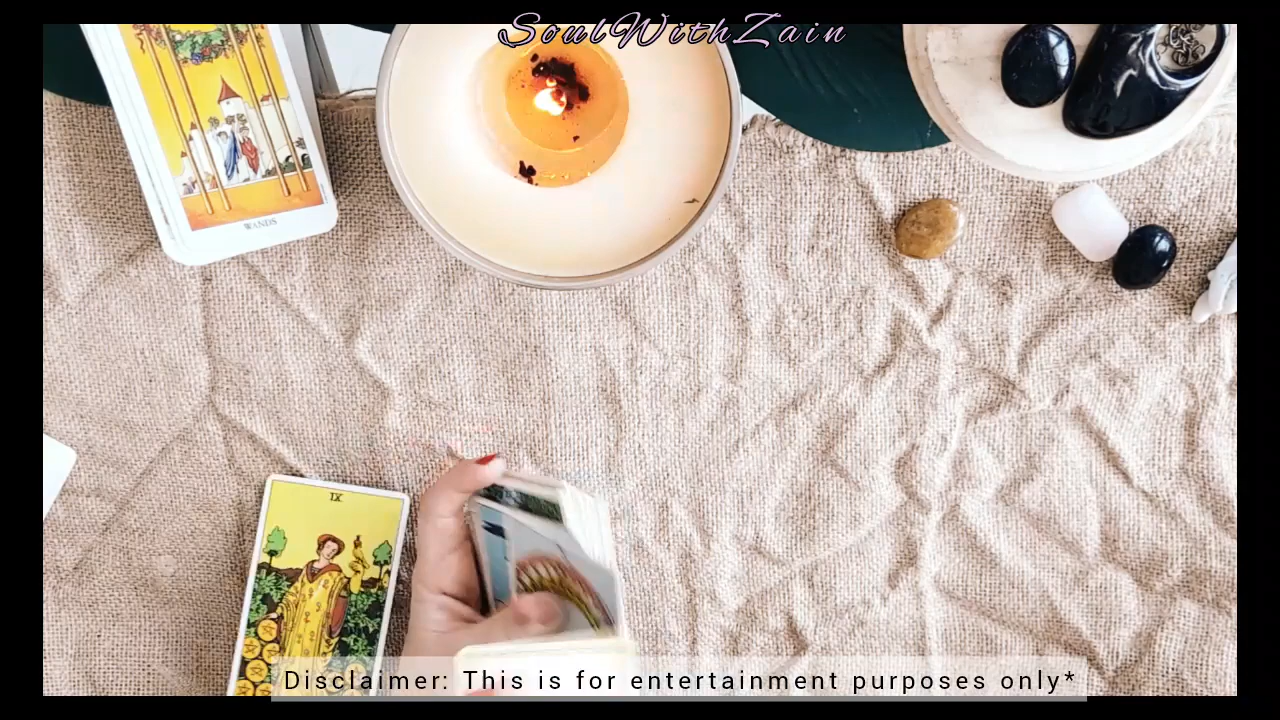 SoulWithZain
WANDS
IX
Disclaimer: This is for entertainment purposes only*